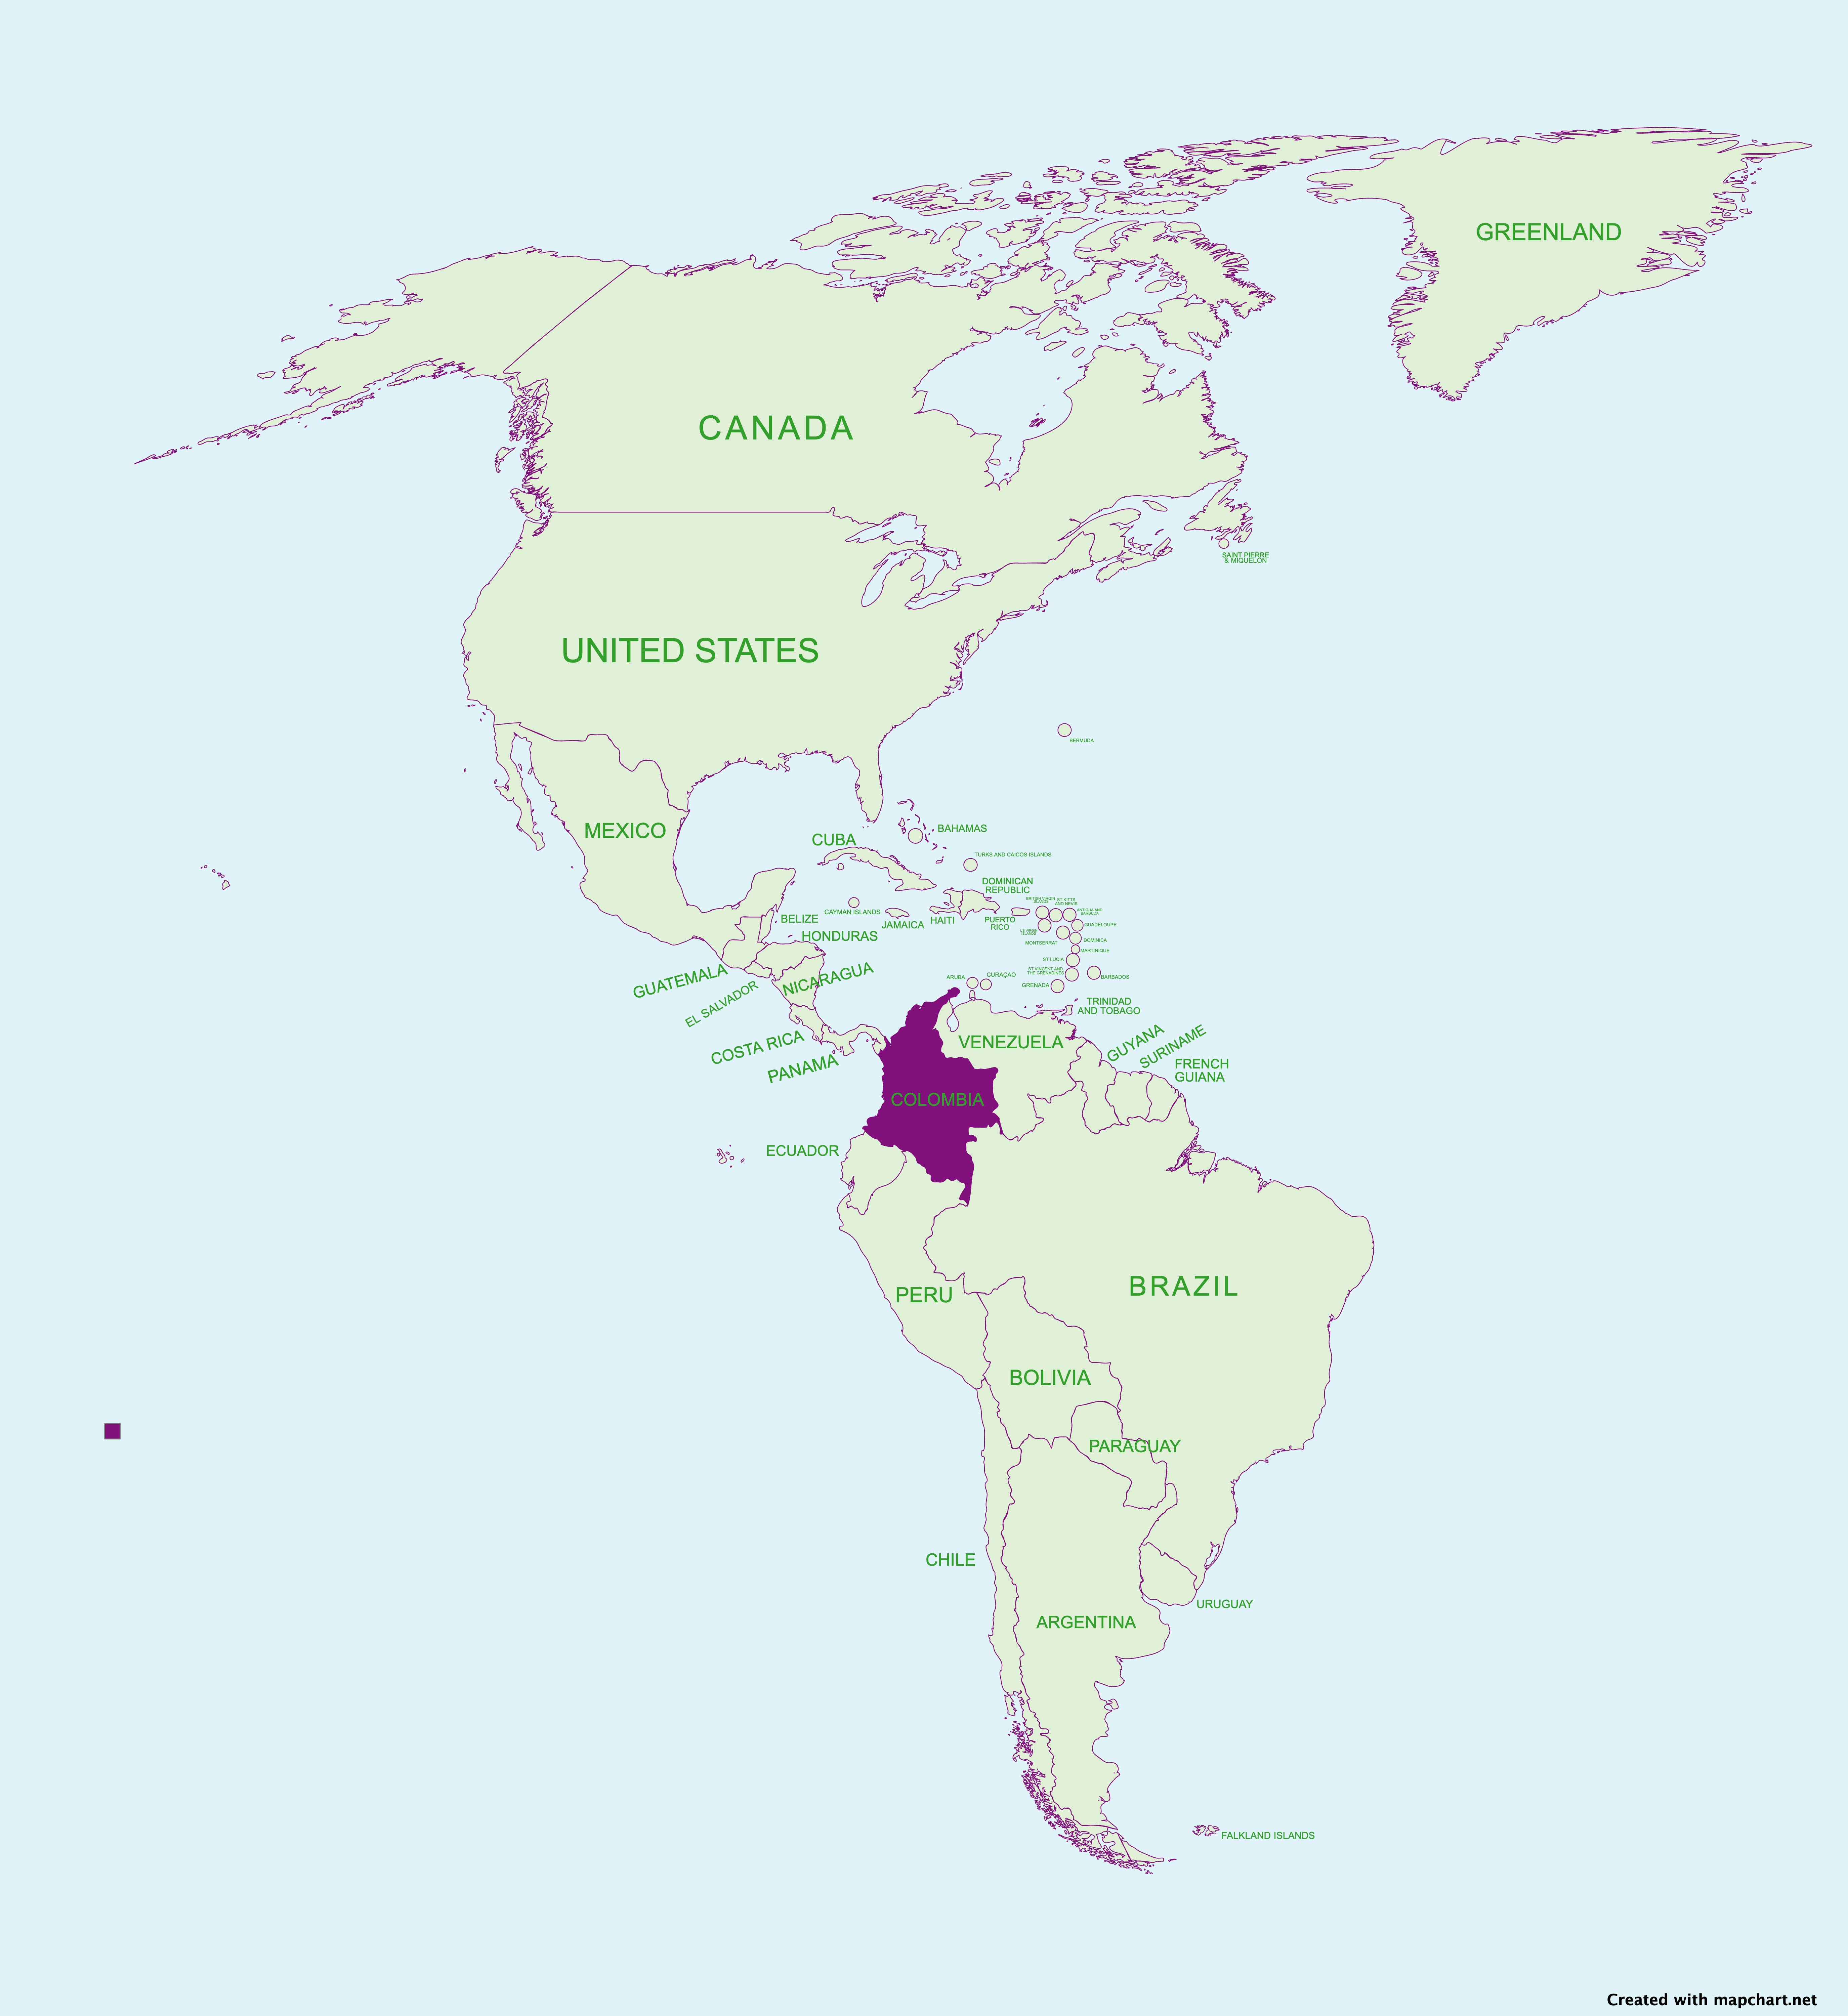 GREENLAND
CANADA
SAINT PIERRE
& MIQUELON
UNITED STATES
BERMUDA
MEXICO
CUBA
BAHAMAS
TURKS AND CAICOS ISLANDS
DOMINICAN
REPUBLIC
BELIZE
CAYMAN ISLANDS
JAMAICA
HAITI
PUERTO
RICO
BRITISH VIRGIN
ISLANDS
ST KITTS
AND NEVIS
ANTIGUA AND
BARBUDA
US VIRGIN
ISLANDS
GUADELOUPE
HONDURAS
MONTSERRAT
DOMINICA
MARTINIQUE
ST LUCIA
GUATEMALA
NICARAGUA
EL SALVADOR
ARUBA
CURAÇAO
ST VINCENT AND
THE GRENADINES
BARBADOS
GRENADA
TRINIDAD
AND TOBAGO
COSTA RICA
PANAMA
VENEZUELA
GUYANA
SURINAME
FRENCH
GUIANA
COLOMBIA
ECUADOR
PERU
BRAZIL
BOLIVIA
PARAGUAY
CHILE
URUGUAY
ARGENTINA
FALKLAND ISLANDS
Created with mapchart.net